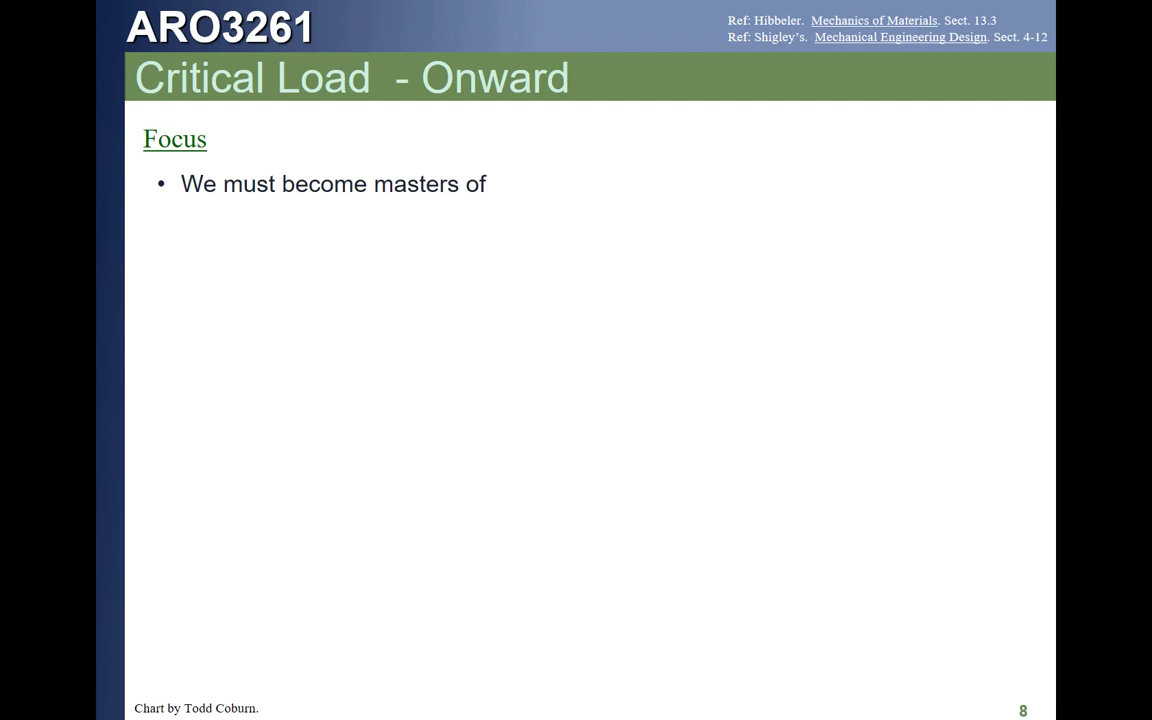 ARO3261
Ref: Hibbeler. Mechanics of Materials. Sect. 13.3
Ref: Shigley's. Mechanical Engineering Design. Sect. 4-12
Critical Load - Onward
Focus
• We must become masters of
Chart by Todd Coburn.
8